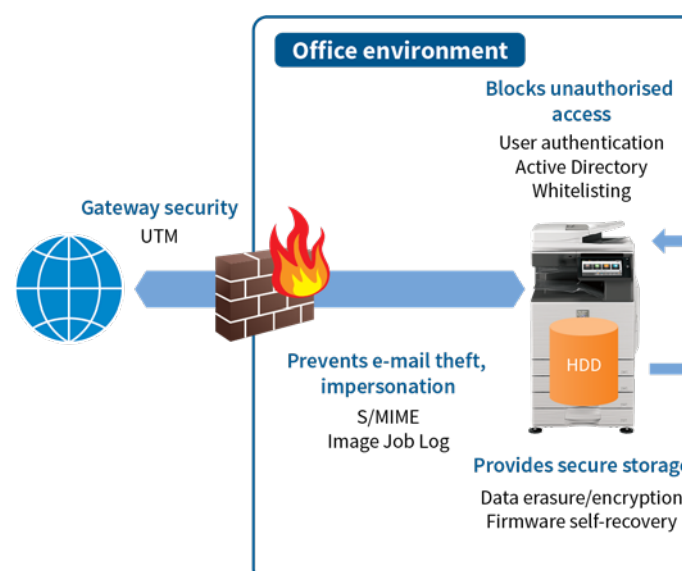 Office environment
Blocks unauthorised
access
User authentication
Active Directory
Whitelisting
Gateway security
UTM
HDD
Prevents e-mail theft,
impersonation
S/MIME
Image Job Log
Provides secure storage
Data erasure/encryption
Firmware self-recovery